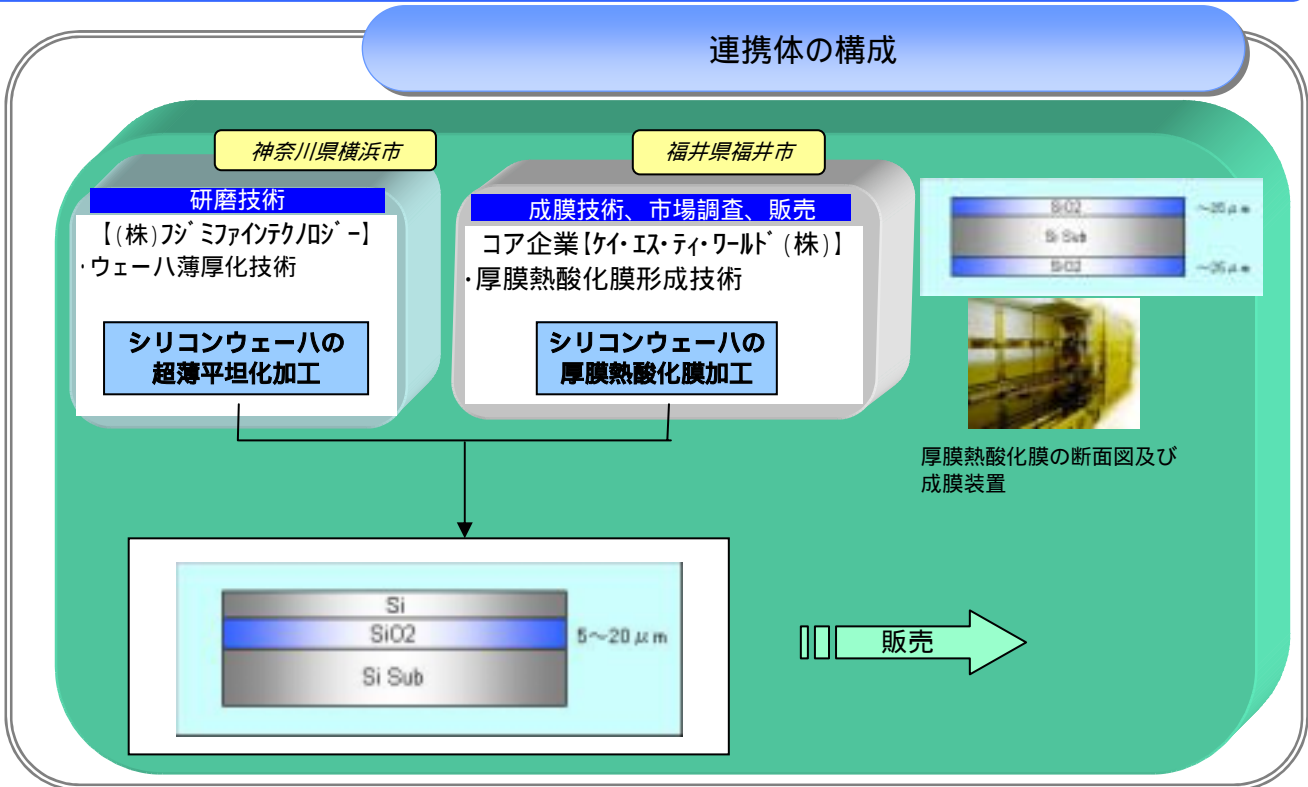 連携体の構成
神奈川県横浜市
研磨技術
【(株)フジミファインテクノロジー】
・ウェーハ薄厚化技術
シリコンウェーハの
超薄平坦化加工
福井県福井市
成膜技術、市場調査、販売
コア企業【ケイ・エス・ティ・ワールド(株)】
・厚膜熱酸化膜形成技術
シリコンウェーハの
厚膜熱酸化膜加工
SiO2 ~25μm
Si Sub
SiO2 ~25μm
厚膜熱酸化膜の断面図及び
成膜装置
Si
SiO2 5~20μm
Si Sub
販売